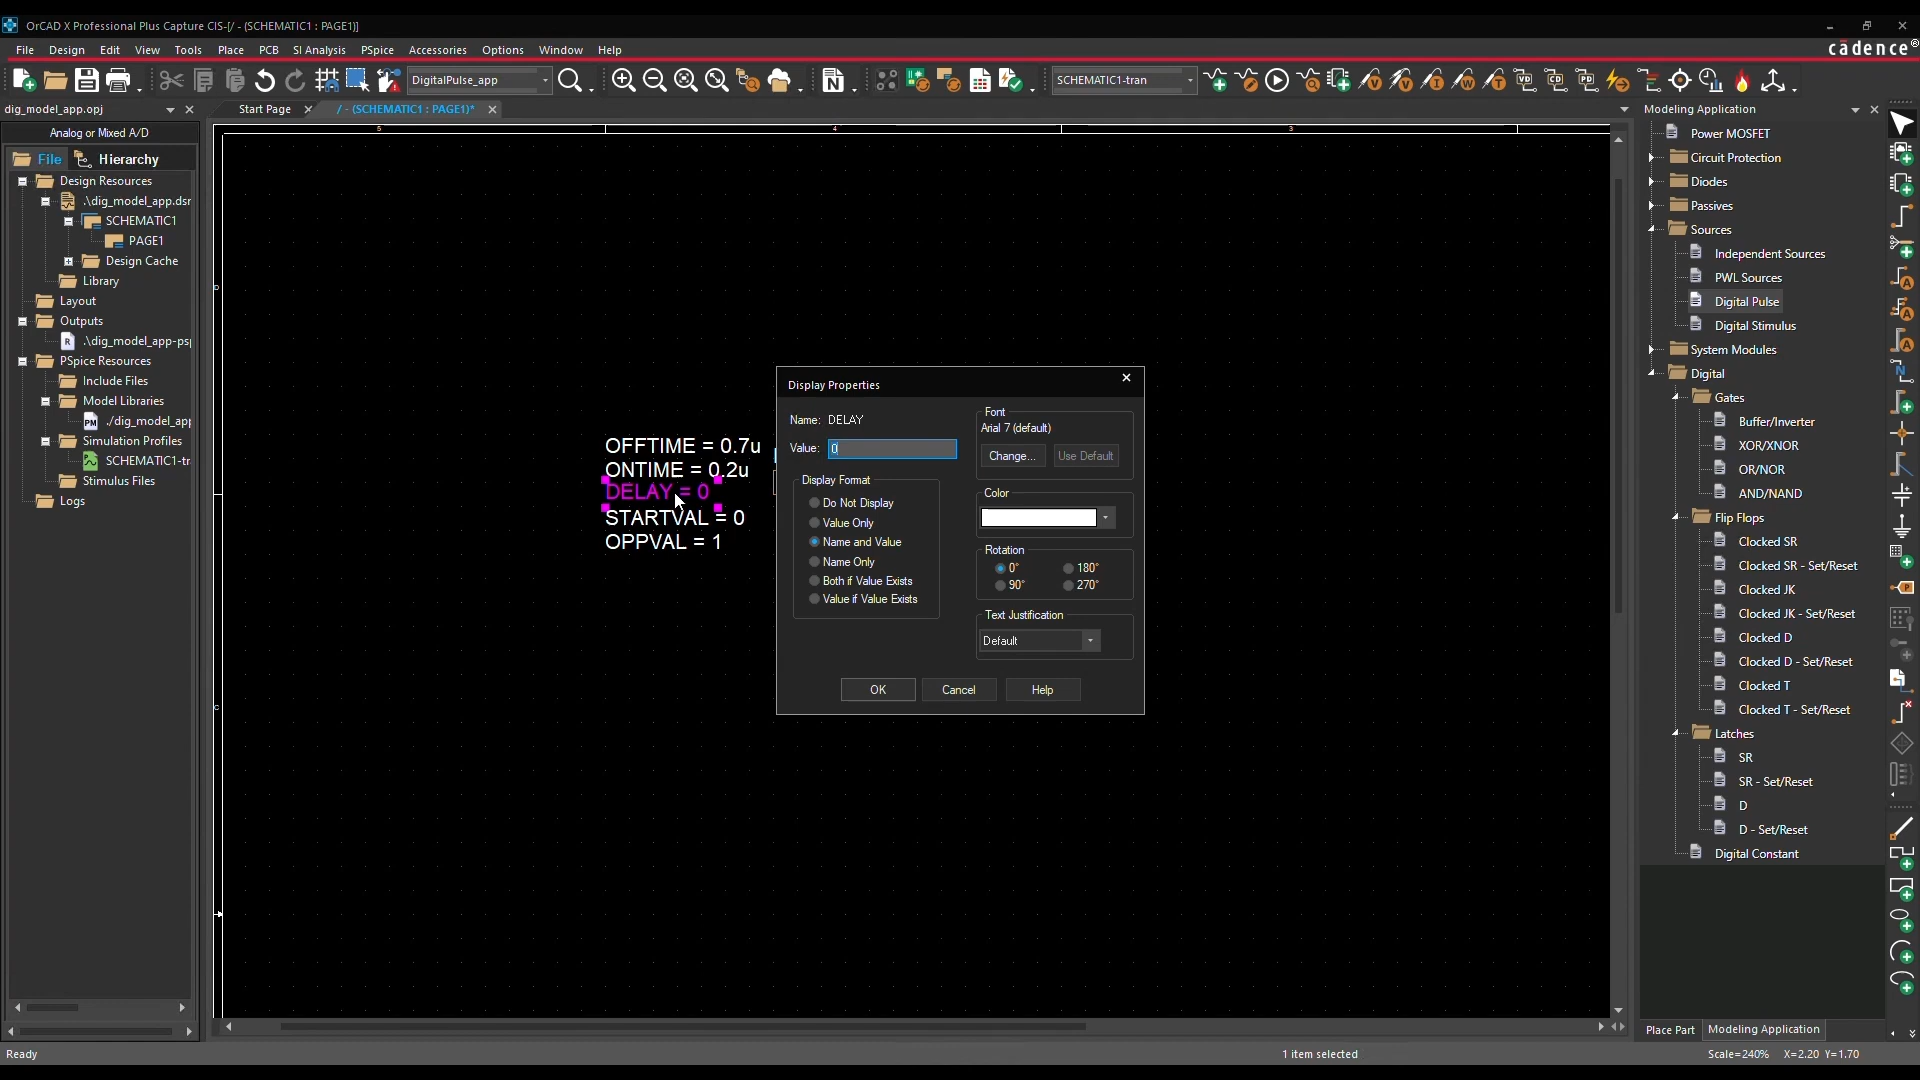 OrCAD X Professional Plus Capture CIS-[/ - (SCHEMATIC1 : PAGE1)]
File Design Edit View Tools Place PCB SI Analysis PSpice Accessories Options Window Help
cādence®
DigitalPulse_app
SCHEMATIC1-tran
dig_model_app.opj
Start Page
/ - (SCHEMATIC1 : PAGE1)*
Modeling Application
Analog or Mixed A/D
File
Hierarchy
Design Resources
.\dig_model_app.dsr
SCHEMATIC1
PAGE1
Design Cache
Library
Layout
Outputs
.\dig_model_app-psp
PSpice Resources
Include Files
Model Libraries
./dig_model_app
Simulation Profiles
SCHEMATIC1-tr
Stimulus Files
Logs
5 4 3
D
C
OFFTIME = 0.7u
ONTIME = 0.2u
DELAY = 0
STARTVAL = 0
OPPVAL = 1
Display Properties
Name: DELAY
Value: 0
Display Format
Do Not Display
Value Only
Name and Value
Name Only
Both if Value Exists
Value if Value Exists
Font
Arial 7 (default)
Change...
Use Default
Color
Rotation
0° 180°
90° 270°
Text Justification
Default
OK
Cancel
Help
Power MOSFET
Circuit Protection
Diodes
Passives
Sources
Independent Sources
PWL Sources
Digital Pulse
Digital Stimulus
System Modules
Digital
Gates
Buffer/Inverter
XOR/XNOR
OR/NOR
AND/NAND
Flip Flops
Clocked SR
Clocked SR - Set/Reset
Clocked JK
Clocked JK - Set/Reset
Clocked D
Clocked D - Set/Reset
Clocked T
Clocked T - Set/Reset
Latches
SR
SR - Set/Reset
D
D - Set/Reset
Digital Constant
Place Part
Modeling Application
Ready
1 item selected
Scale=240% X=2.20 Y=1.70